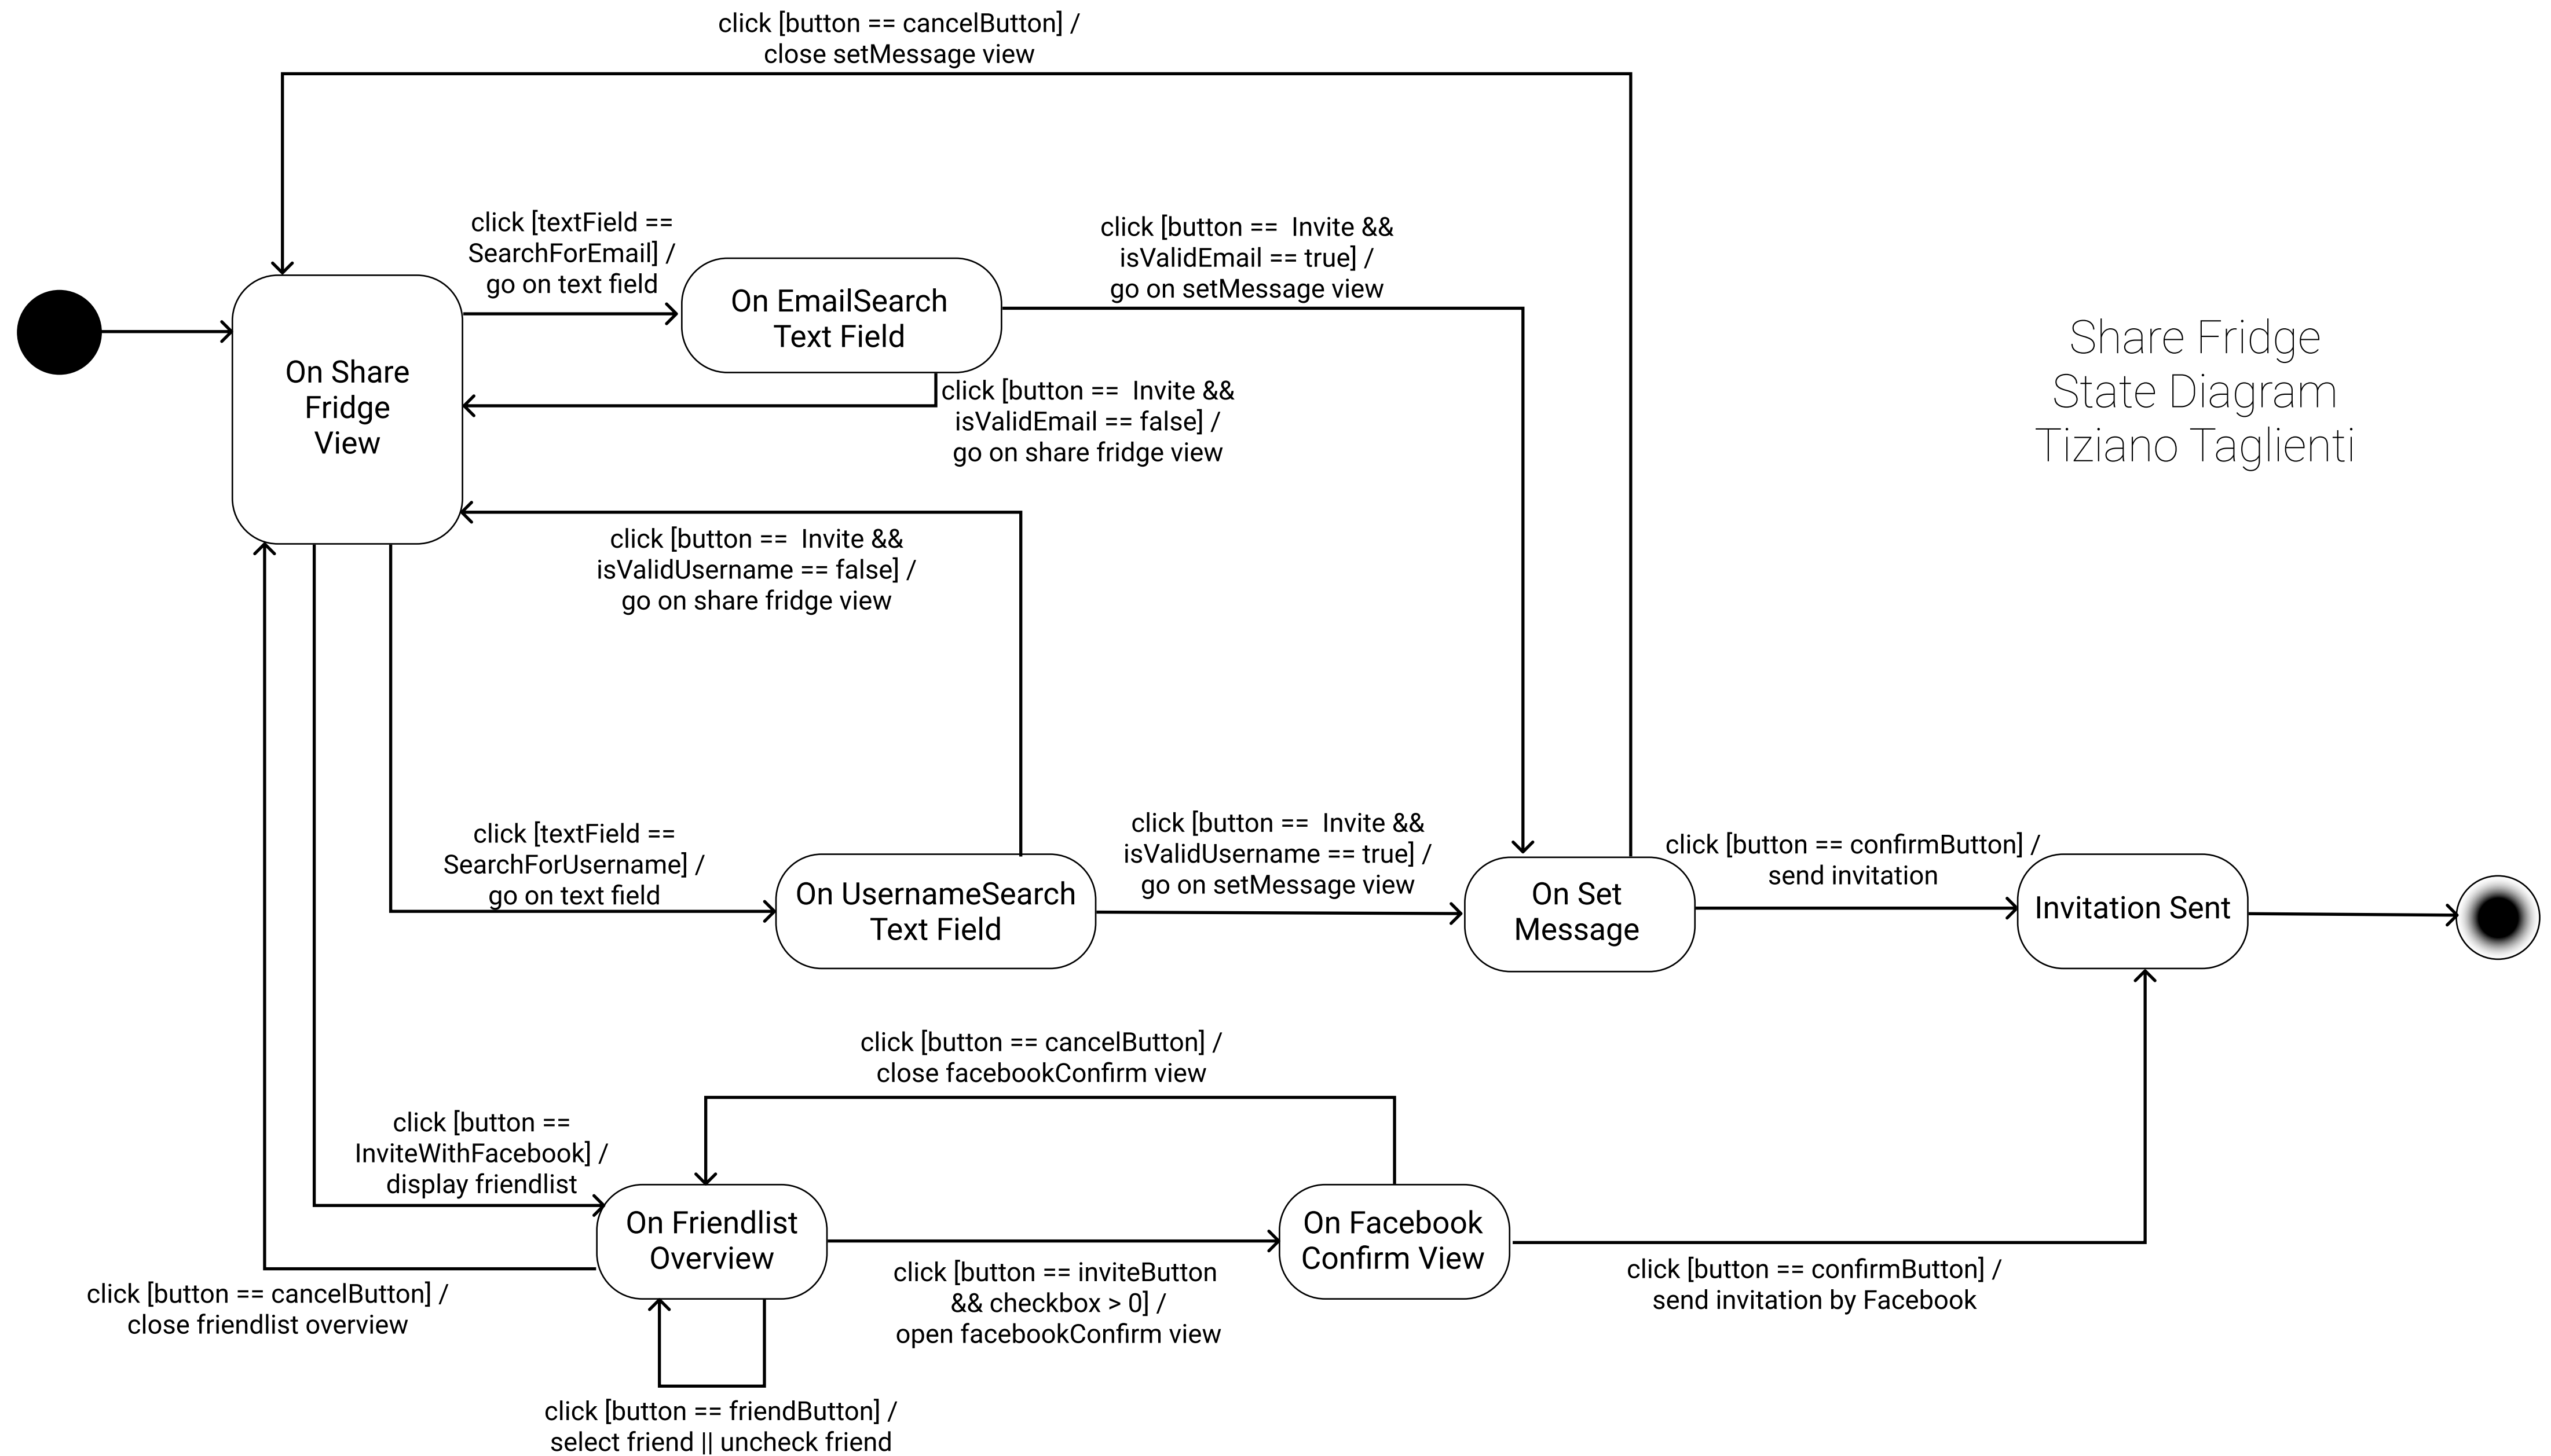 click [button == cancelButton] /
close setMessage view
click [textField ==
SearchForEmail] /
go on text field
click [button ==  Invite &&
isValidEmail == true] /
go on setMessage view
On EmailSearch
Text Field
On Share
Fridge
View
click [button ==  Invite &&
isValidEmail == false] /
go on share fridge view
Share Fridge
State Diagram
Tiziano Taglienti
click [button ==  Invite &&
isValidUsername == false] /
go on share fridge view
click [textField ==
SearchForUsername] /
go on text field
On UsernameSearch
Text Field
click [button ==  Invite &&
isValidUsername == true] /
go on setMessage view
On Set
Message
click [button == confirmButton] /
send invitation
Invitation Sent
click [button == cancelButton] /
close facebookConfirm view
click [button ==
InviteWithFacebook] /
display friendlist
On Friendlist
Overview
On Facebook
Confirm View
click [button == cancelButton] /
close friendlist overview
click [button == inviteButton
&& checkbox > 0] /
open facebookConfirm view
click [button == confirmButton] /
send invitation by Facebook
click [button == friendButton] /
select friend || uncheck friend